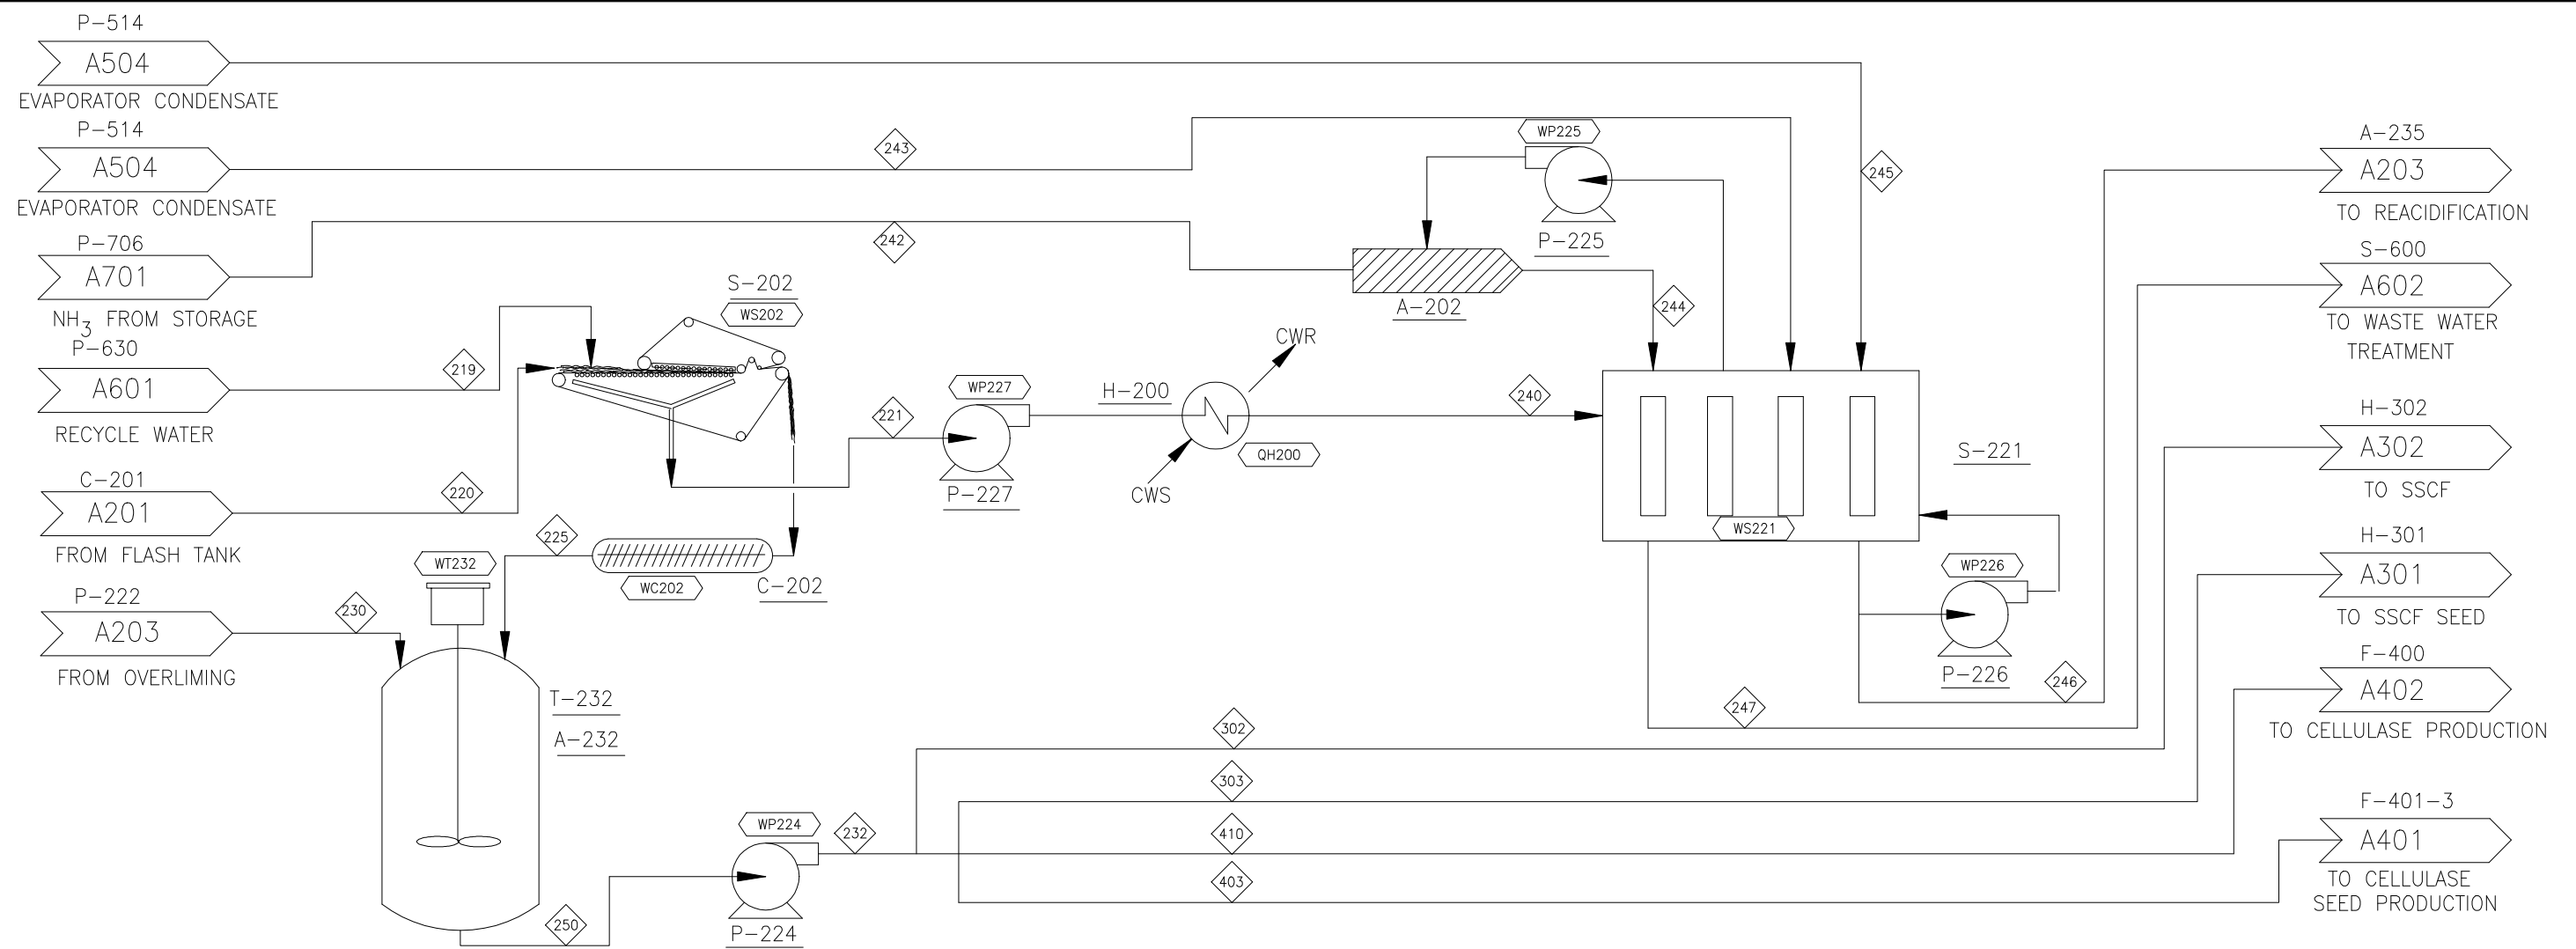 P-514
A504
EVAPORATOR CONDENSATE
P-514
A504
EVAPORATOR CONDENSATE
243
P-706
A701
NH3 FROM STORAGE
242
P-630
A601
RECYCLE WATER
219
C-201
A201
FROM FLASH TANK
220
P-222
A203
FROM OVERLIMING
230
S-202
WS202
225
WC202
C-202
WT232
T-232
A-232
250
WP224
P-224
232
221
WP227
P-227
H-200
CWR
CWS
QH200
240
WP225
P-225
A-202
244
245
S-221
WS221
WP226
P-226
246
247
302
303
410
403
A-235
A203
TO REACIDIFICATION
S-600
A602
TO WASTE WATER
TREATMENT
H-302
A302
TO SSCF
H-301
A301
TO SSCF SEED
F-400
A402
TO CELLULASE PRODUCTION
F-401-3
A401
TO CELLULASE
SEED PRODUCTION